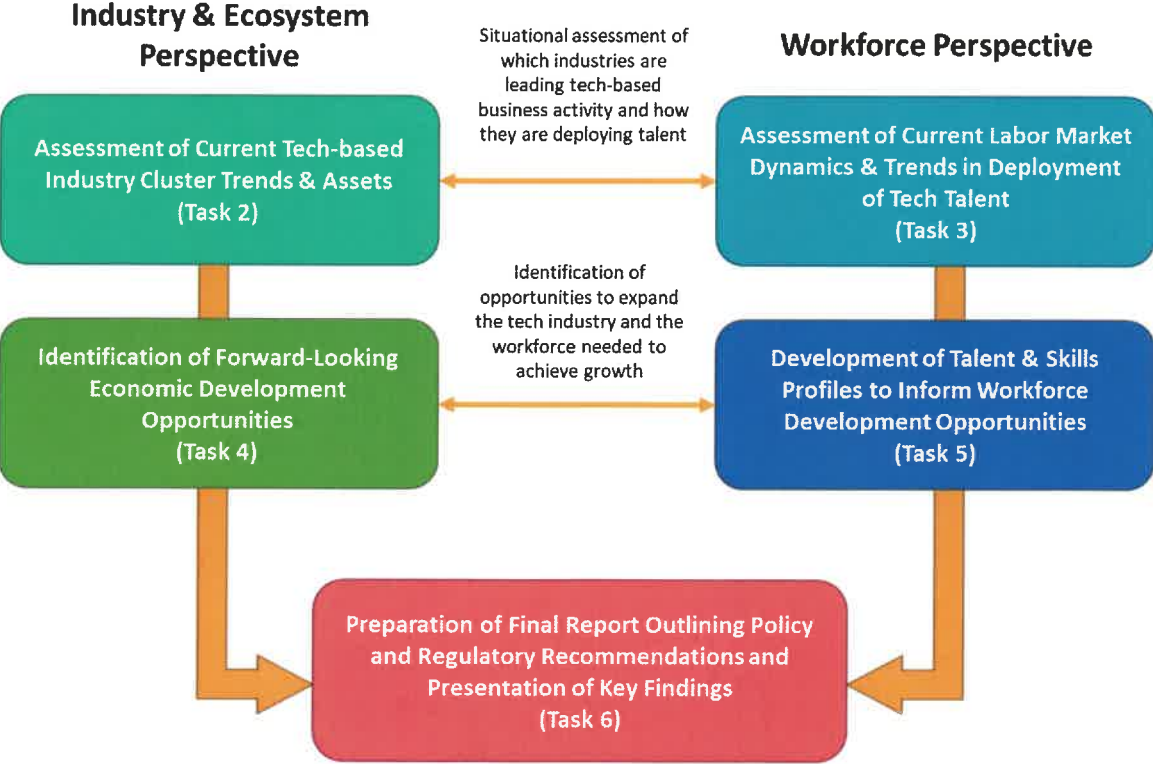 Industry & Ecosystem
Perspective
Situational assessment of
which industries are
leading tech-based
business activity and how
they are deploying talent
Workforce Perspective
Assessment of Current Tech-based
Industry Cluster Trends & Assets
(Task 2)
Assessment of Current Labor Market
Dynamics & Trends in Deployment
of Tech Talent
(Task 3)
Identification of
opportunities to expand
the tech industry and the
workforce needed to
achieve growth
Identification of Forward-Looking
Economic Development
Opportunities
(Task 4)
Development of Talent & Skills
Profiles to Inform Workforce
Development Opportunities
(Task 5)
Preparation of Final Report Outlining Policy
and Regulatory Recommendations and
Presentation of Key Findings
(Task 6)